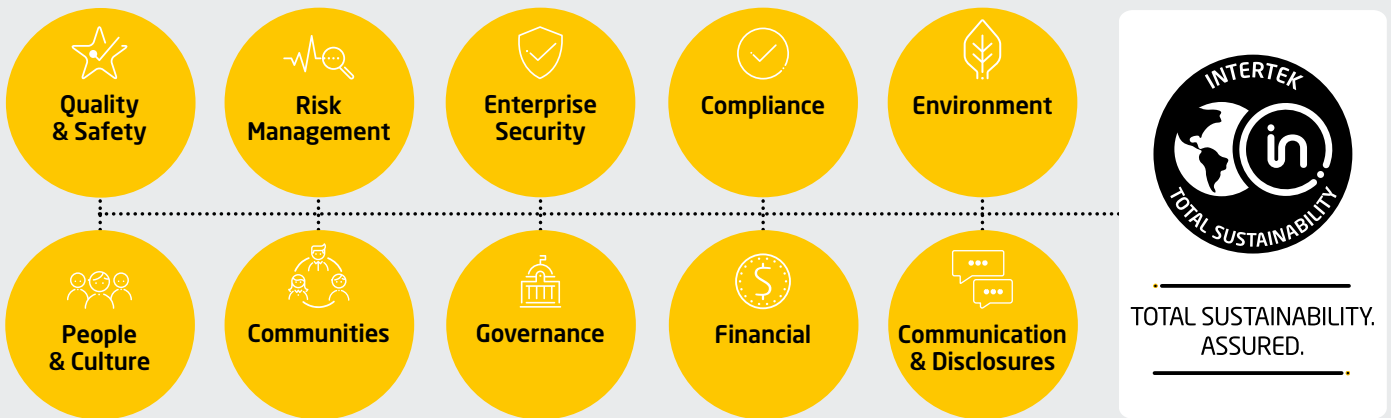 Quality
& Safety
Risk
Management
Enterprise
Security
Compliance
Environment
People
& Culture
Communities
Governance
$
Financial
Communication
& Disclosures
INTERTEK
in
TOTAL SUSTAINABILITY
TOTAL SUSTAINABILITY.
ASSURED.